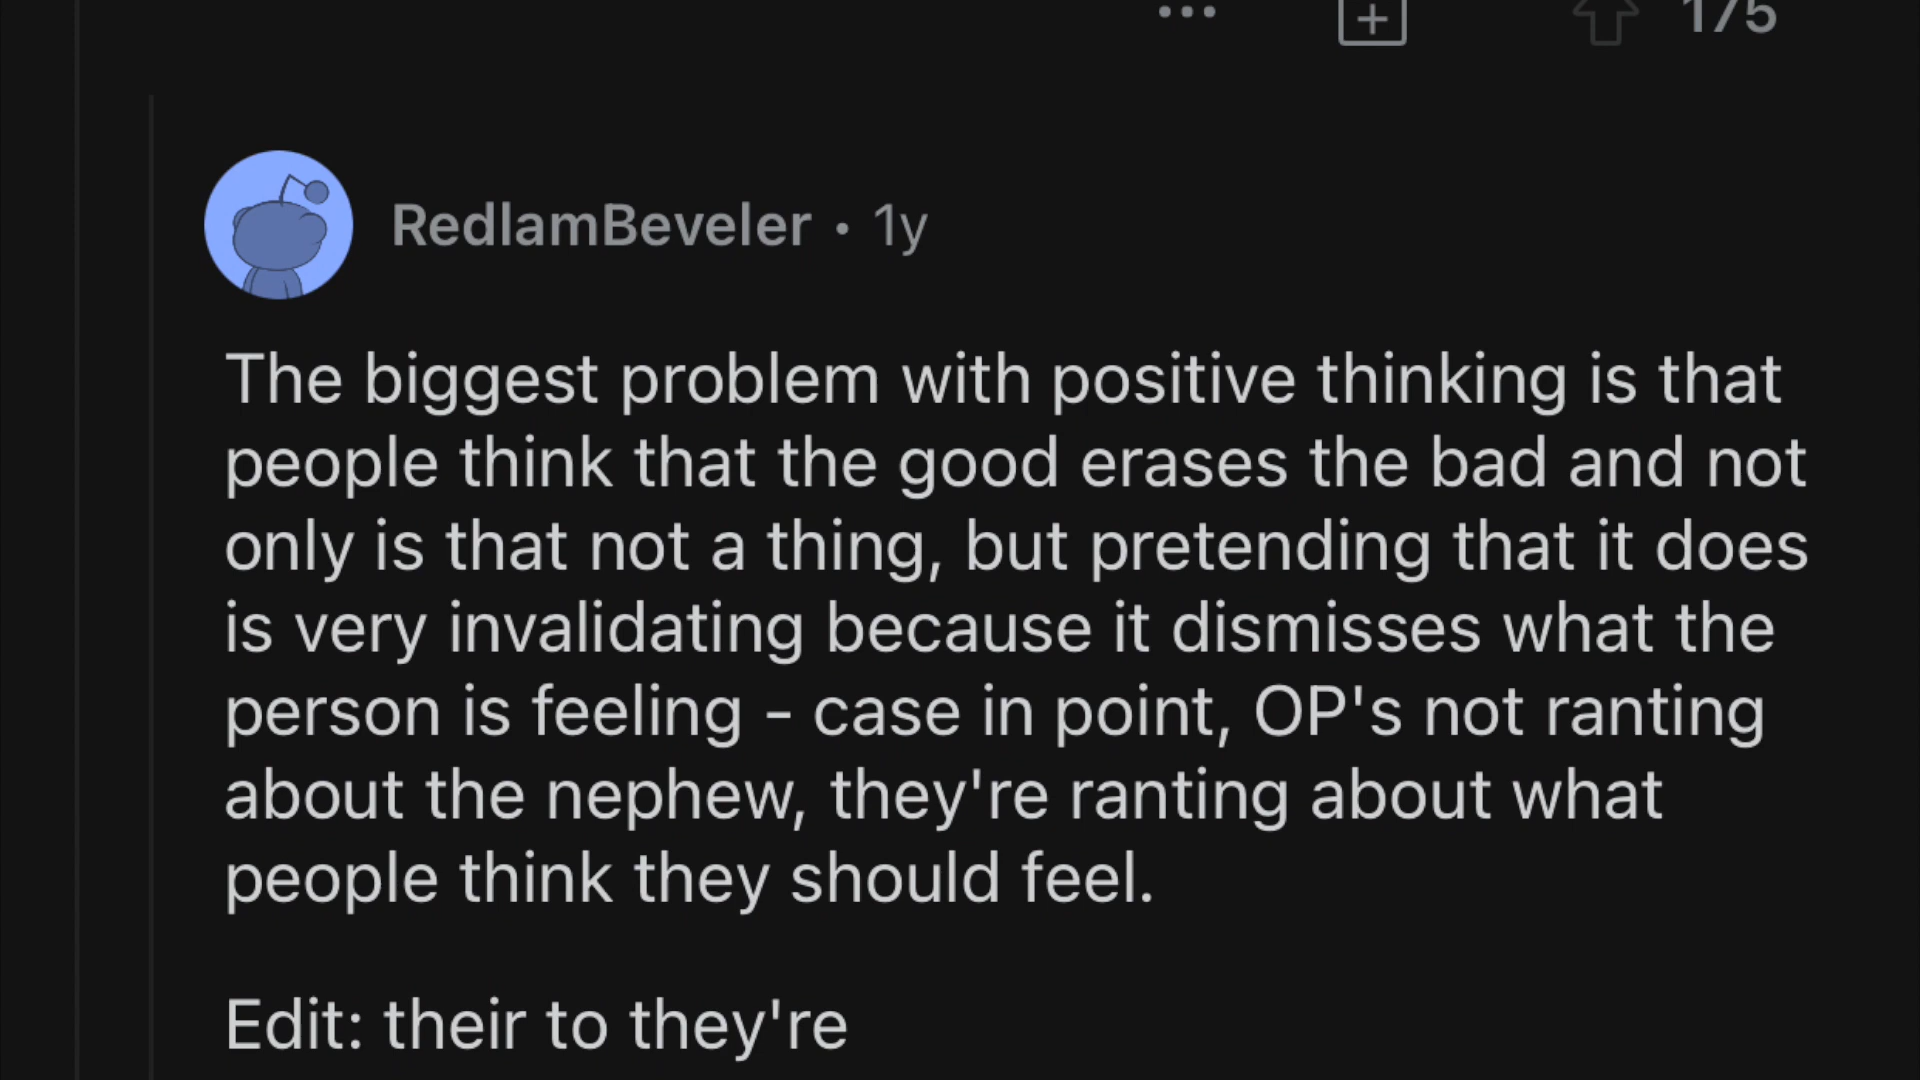 175
RedlamBeveler • 1y
The biggest problem with positive thinking is that
people think that the good erases the bad and not
only is that not a thing, but pretending that it does
is very invalidating because it dismisses what the
person is feeling - case in point, OP's not ranting
about the nephew, they're ranting about what
people think they should feel.
Edit: their to they're